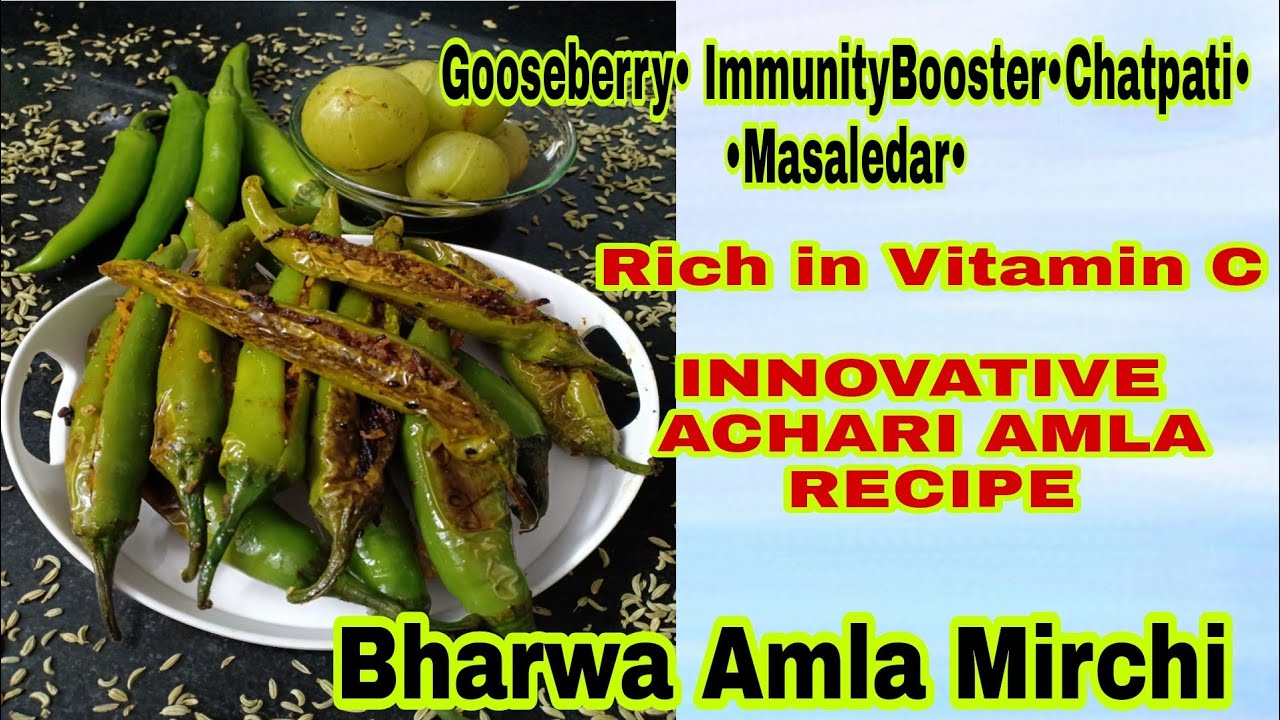 Gooseberry• ImmunityBooster•Chatpati•
•Masaledar•
Rich in Vitamin C
INNOVATIVE
ACHARI AMLA
RECIPE
Bharwa Amla Mirchi